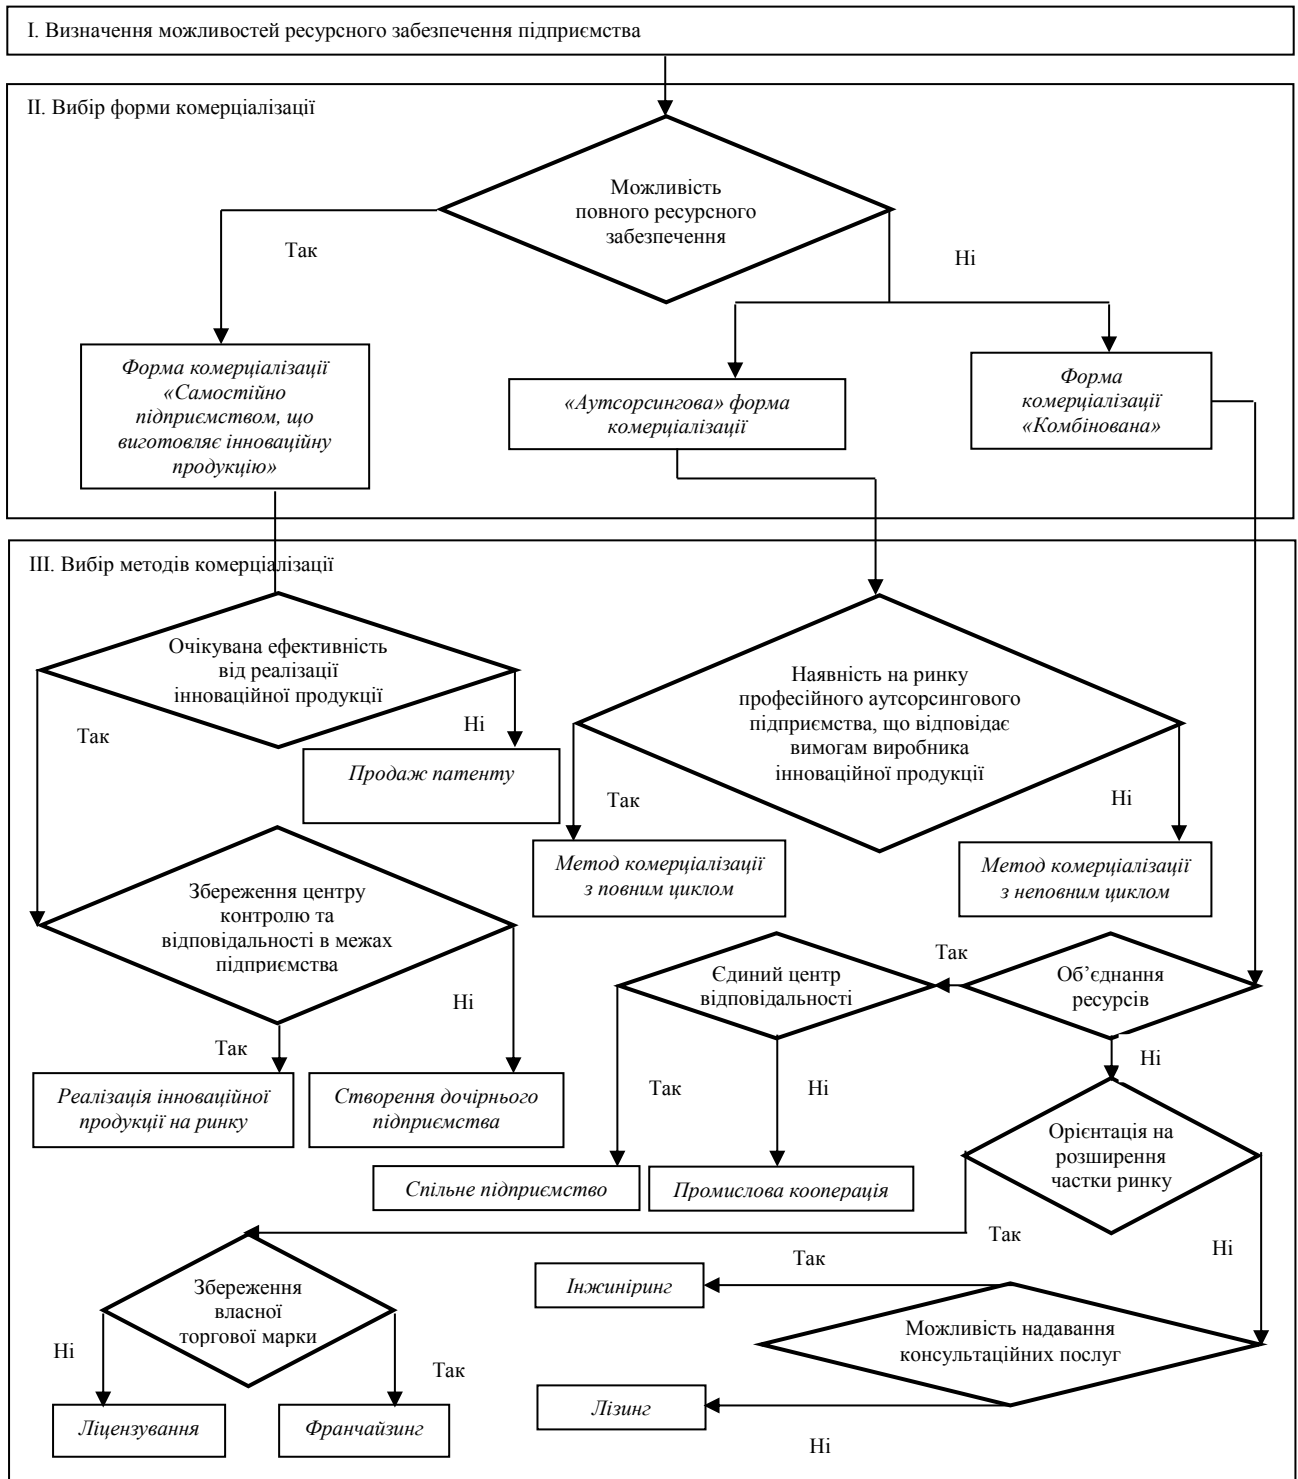 І. Визначення можливостей ресурсного забезпечення підприємства
ІІ. Вибір форми комерціалізації
Можливість
повного ресурсного
забезпечення
Так
Ні
Форма комерціалізації
«Самостійно
підприємством, що
виготовляє інноваційну
продукцію»
«Аутсорсингова» форма
комерціалізації
Форма
комерціалізації
«Комбінована»
ІІІ. Вибір методів комерціалізації
Очікувана ефективність
від реалізації
інноваційної продукції
Так
Ні
Продаж патенту
Наявність на ринку
професійного аутсорсингового
підприємства, що відповідає
вимогам виробника
інноваційної продукції
Так
Ні
Метод комерціалізації
з повним циклом
Метод комерціалізації
з неповним циклом
Збереження центру
контролю та
відповідальності в межах
підприємства
Так
Ні
Реалізація інноваційної
продукції на ринку
Створення дочірнього
підприємства
Єдиний центр
відповідальності
Так
Об’єднання
ресурсів
Так
Ні
Ні
Спільне підприємство
Промислова кооперація
Орієнтація на
розширення
частки ринку
Так
Ні
Збереження
власної
торгової марки
Ні
Так
Ліцензування
Франчайзинг
Інжиніринг
Так
Можливість надавання
консультаційних послуг
Лізинг
Ні